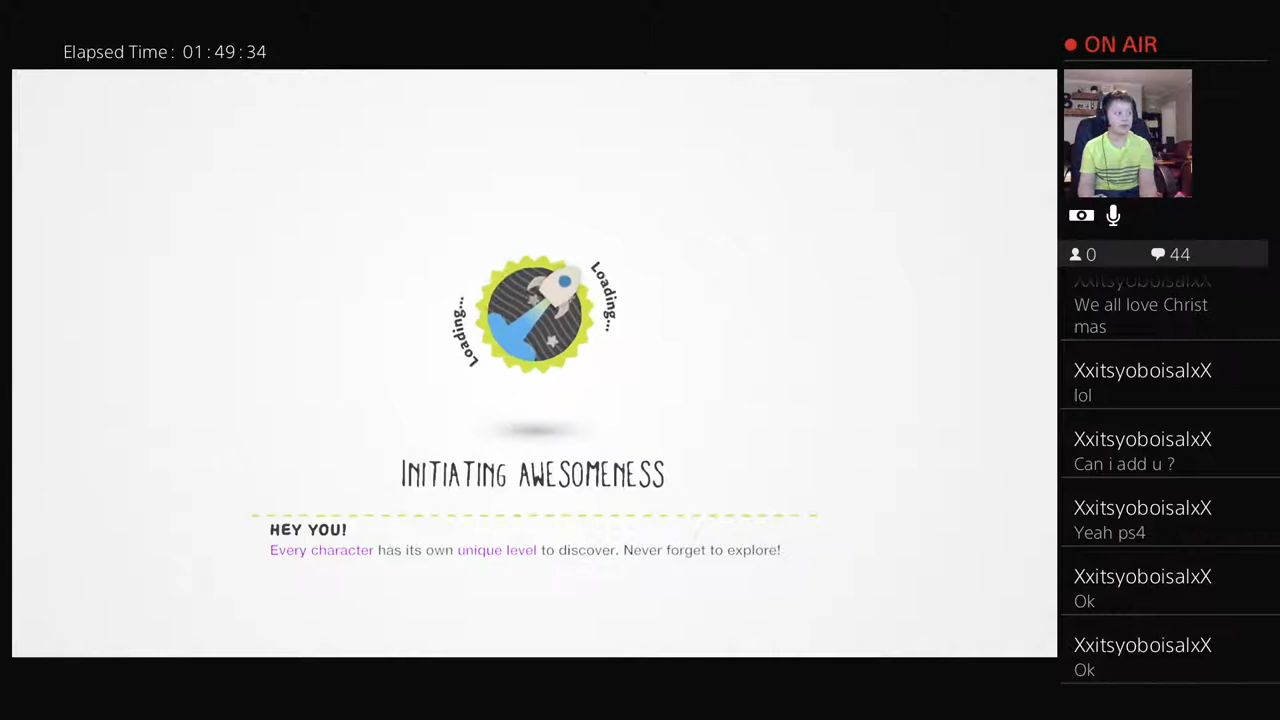 Elapsed Time: 01:49:34
ON AIR
0 44
XxitsyoboisalxX
We all love Christ
mas
XxitsyoboisalxX
lol
XxitsyoboisalxX
Can i add u ?
XxitsyoboisalxX
Yeah ps4
XxitsyoboisalxX
Ok
XxitsyoboisalxX
Ok
Loading...
Loading...
INITIATING AWESOMENESS
HEY YOU!
Every character has its own unique level to discover. Never forget to explore!